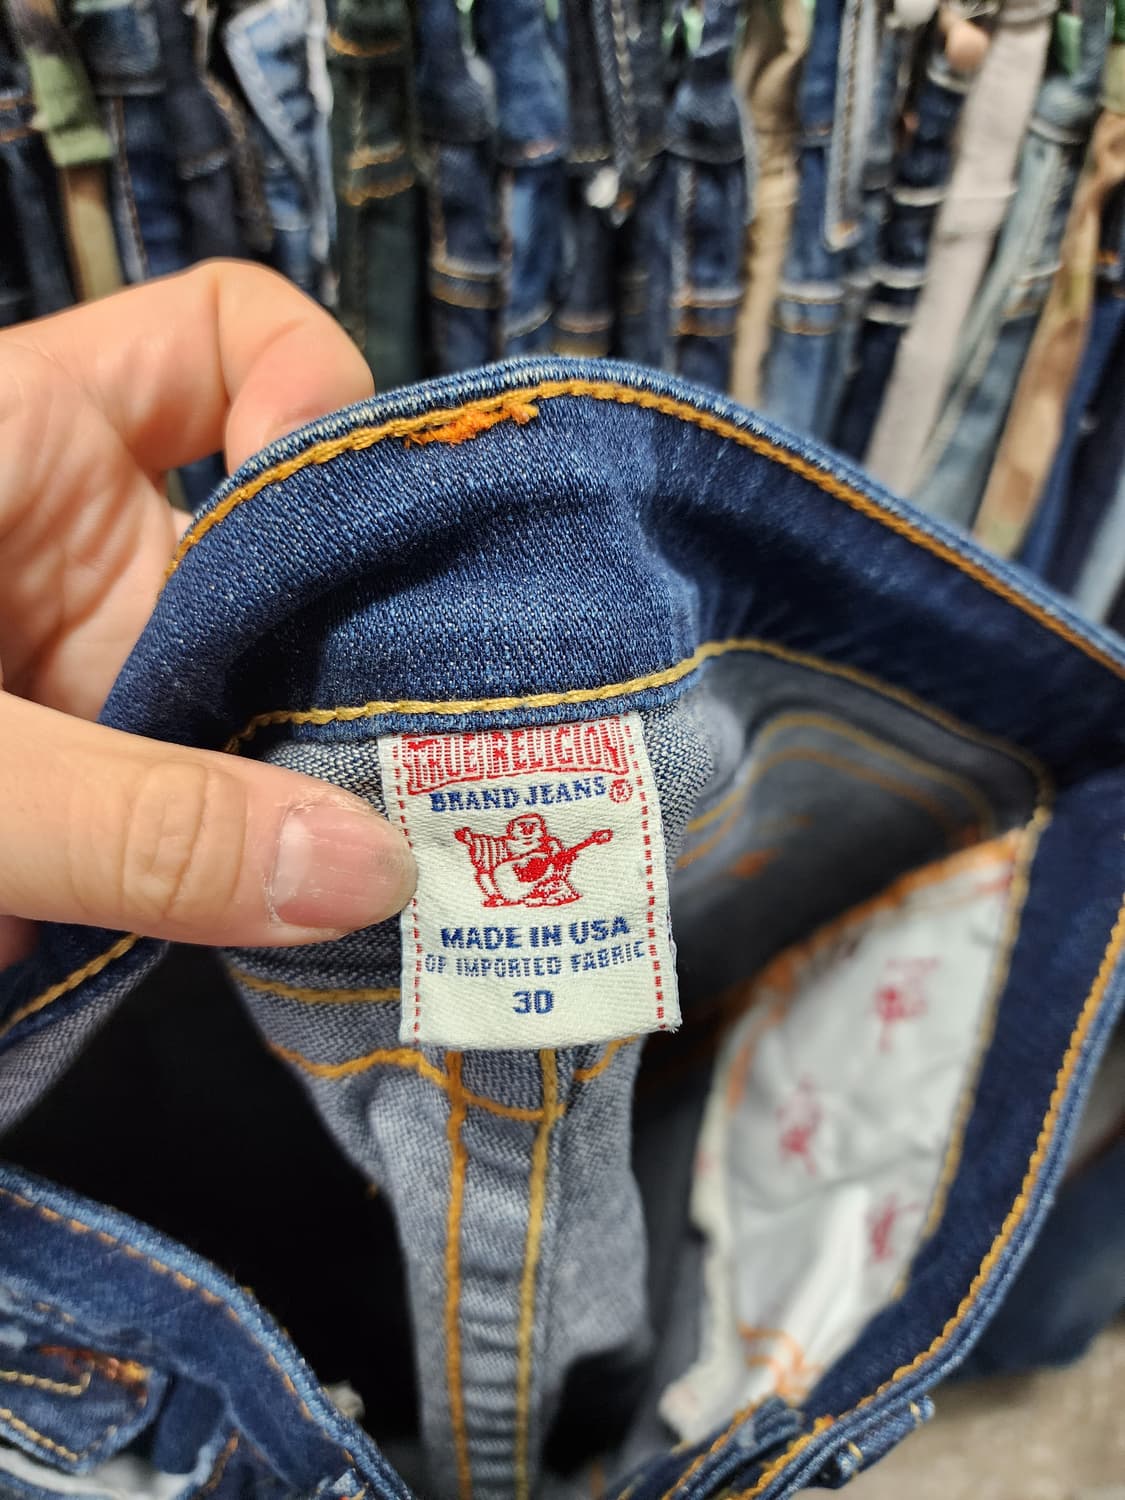 TRUE RELIGION
BRAND JEANS®
MADE IN USA
OF IMPORTED FABRIC
30